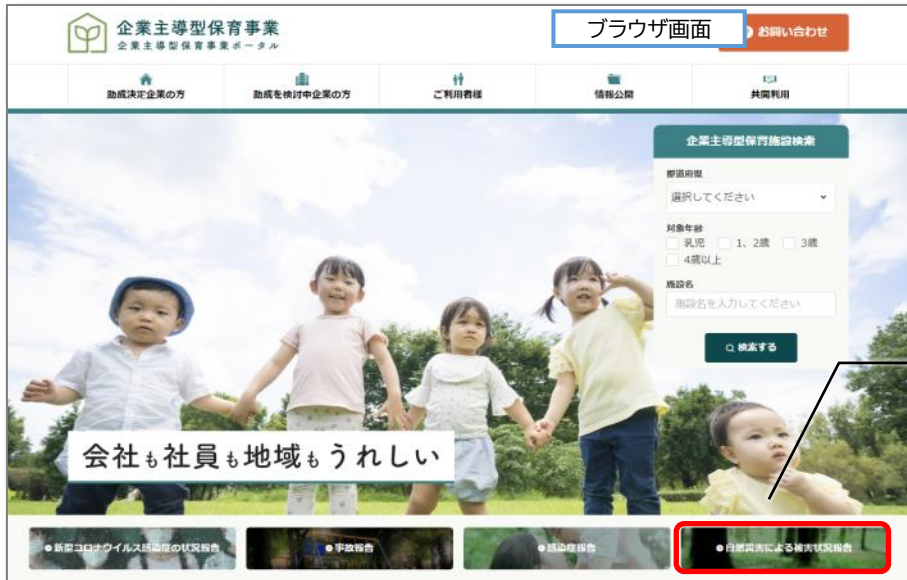 企業主導型保育事業
企業主導型保育事業ポータル
ブラウザ画面
お問い合わせ
助成決定企業の方
助成を検討中企業の方
ご利用者様
情報公開
共同利用
企業主導型保育施設検索
都道府県
選択してください
対象年齢
乳児 1、2歳 3歳
4歳以上
施設名
施設名を入力してください
検索する
会社も社員も地域もうれしい
新型コロナウイルス感染症の状況報告
事故報告
感染症報告
自然災害による被害状況報告